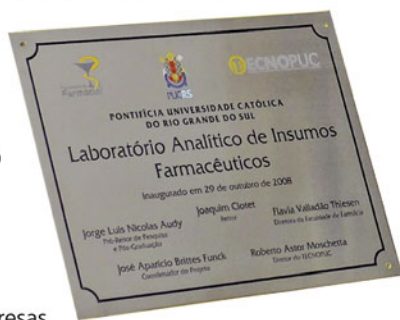 Farmácia
PUCRS
TECNOPUC
PONTIFÍCIA UNIVERSIDADE CATÓLICA
DO RIO GRANDE DO SUL
Laboratório Analítico de Insumos
Farmacêuticos
Inaugurado em 29 de outubro de 2008
Joaquim Clotet
Reitor
Jorge Luis Nicolas Audy
Pró-Reitor de Pesquisa
e Pós-Graduação
Flavia Valladão Thiesen
Diretora da Faculdade de Farmácia
José Aparício Brittes Funck
Coordenador do Projeto
Roberto Astor Moschetta
Diretor do TECNOPUC
resas